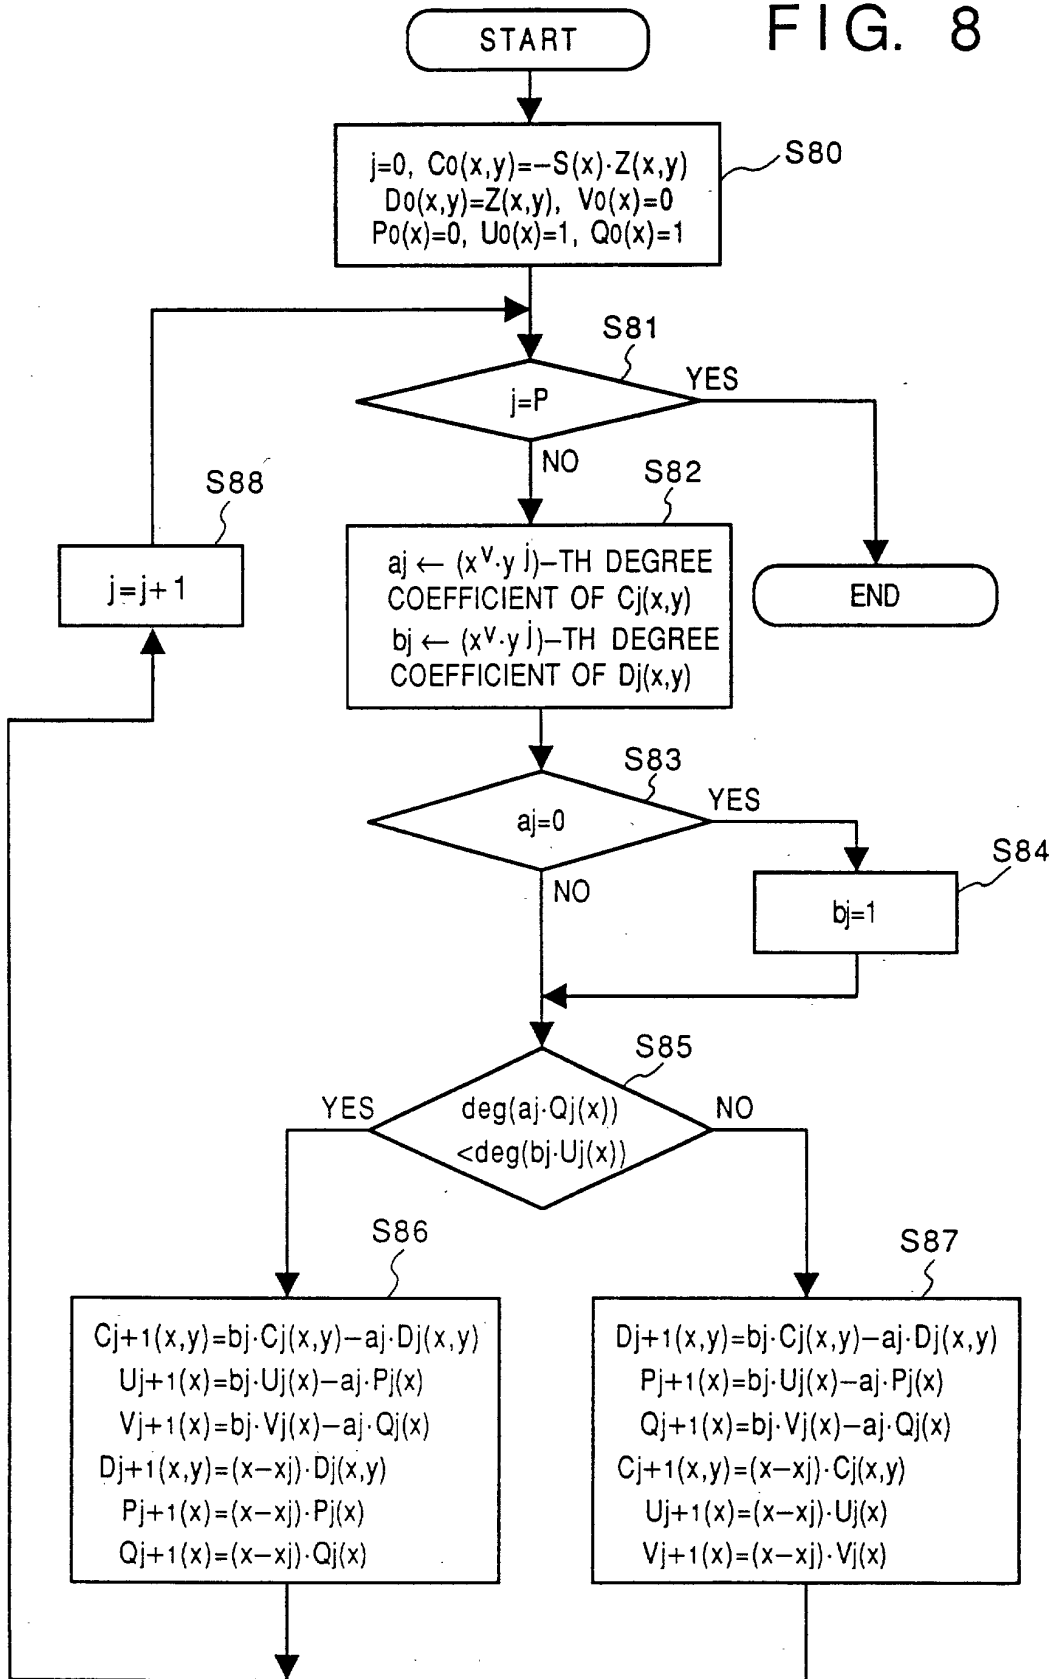 FIG. 8
START
S80
j=0, C0(x,y)=-S(x)·Z(x,y)
D0(x,y)=Z(x,y), V0(x)=0
P0(x)=0, U0(x)=1, Q0(x)=1
S81
j=P
YES
NO
S82
S88
aj ← (x^v·y^j)-TH DEGREE
COEFFICIENT OF Cj(x,y)
bj ← (x^v·y^j)-TH DEGREE
COEFFICIENT OF Dj(x,y)
j=j+1
END
S83
aj=0
YES
NO
S84
bj=1
S85
deg(aj·Qj(x))
<deg(bj·Uj(x))
YES
NO
S86
Cj+1(x,y)=bj·Cj(x,y)-aj·Dj(x,y)
Uj+1(x)=bj·Uj(x)-aj·Pj(x)
Vj+1(x)=bj·Vj(x)-aj·Qj(x)
Dj+1(x,y)=(x-xj)·Dj(x,y)
Pj+1(x)=(x-xj)·Pj(x)
Qj+1(x)=(x-xj)·Qj(x)
S87
Dj+1(x,y)=bj·Cj(x,y)-aj·Dj(x,y)
Pj+1(x)=bj·Uj(x)-aj·Pj(x)
Qj+1(x)=bj·Vj(x)-aj·Qj(x)
Cj+1(x,y)=(x-xj)·Cj(x,y)
Uj+1(x)=(x-xj)·Uj(x)
Vj+1(x)=(x-xj)·Vj(x)